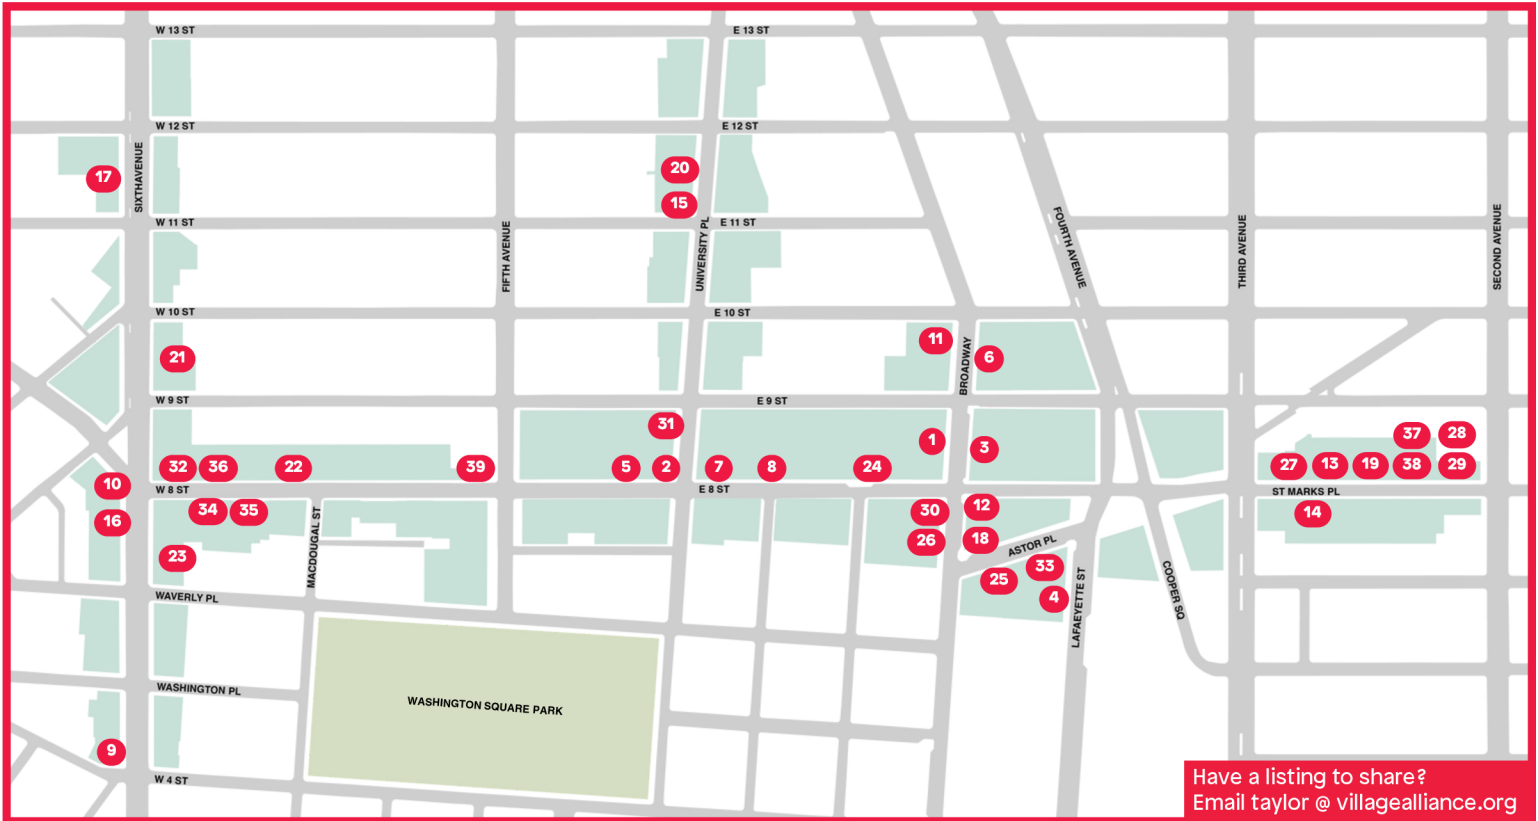 W 13 ST
E 13 ST
W 12 ST
E 12 ST
SIXTHAVENUE
17
20
15
W 11 ST
E 11 ST
FIFTH AVENUE
UNIVERSITY PL
FOURTH AVENUE
THIRD AVENUE
SECOND AVENUE
W 10 ST
E 10 ST
21
11
BROADWAY
6
W 9 ST
E 9 ST
31
1
3
37
28
32
36
22
39
5
2
7
8
24
27
13
19
38
29
10
W 8 ST
E 8 ST
ST MARKS PL
16
34
35
MACDOUGAL ST
30
12
14
23
26
18
ASTOR PL
25
33
4
LAFAEYETTE ST
COOPER SQ
WAVERLY PL
WASHINGTON PL
WASHINGTON SQUARE PARK
9
W 4 ST
Have a listing to share?
Email taylor @ villagealliance.org